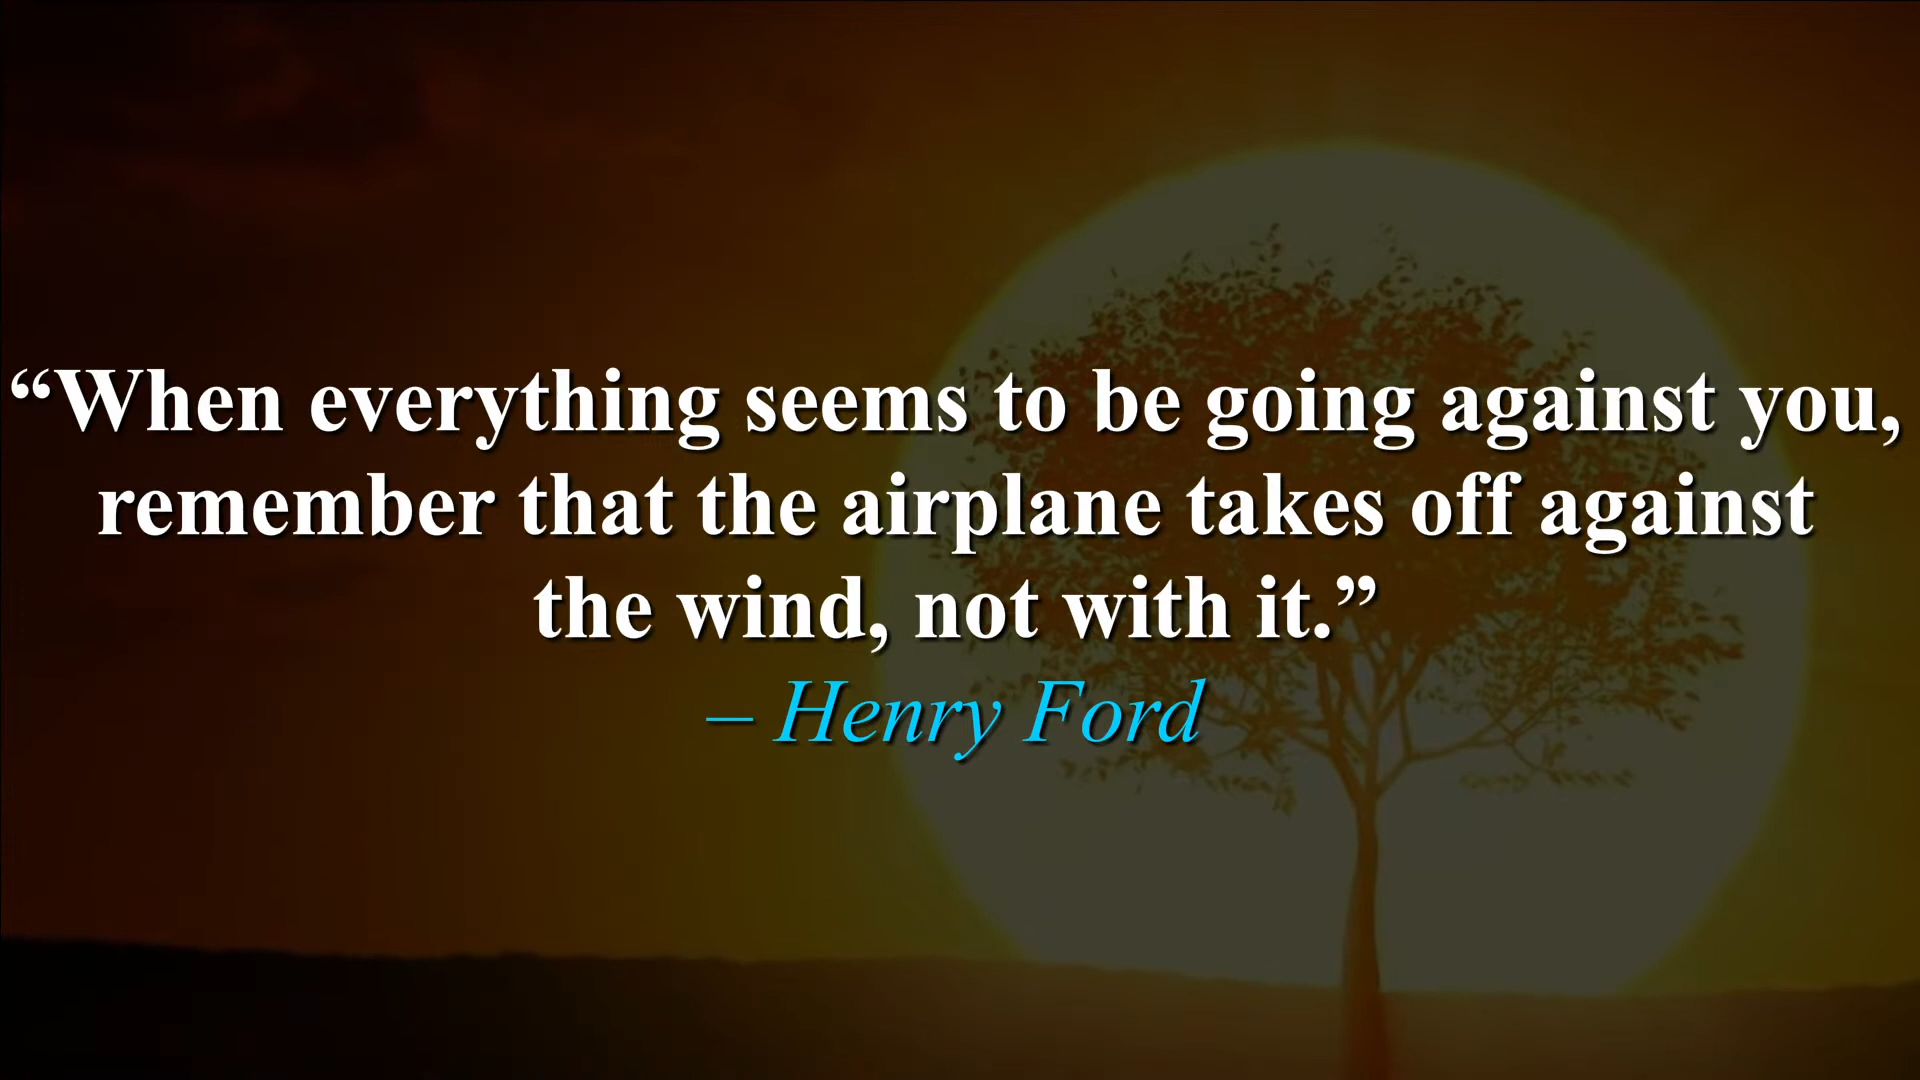 “When everything seems to be going against you,
remember that the airplane takes off against
the wind, not with it.”
– Henry Ford